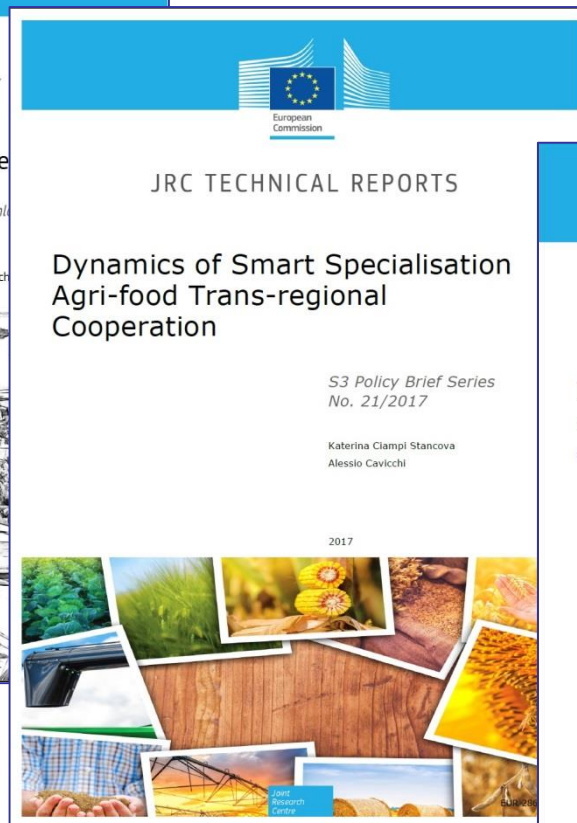 European
Commission
JRC TECHNICAL REPORTS
Dynamics of Smart Specialisation
Agri-food Trans-regional
Cooperation
S3 Policy Brief Series
No. 21/2017
Katerina Ciampi Stancova
Alessio Cavicchi
2017
Joint
Research
Centre